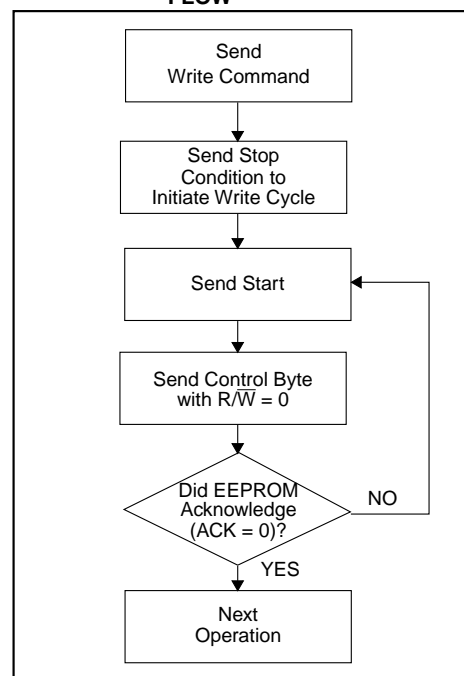 FLOW
Send
Write Command
Send Stop
Condition to
Initiate Write Cycle
Send Start
Send Control Byte
with R/W̅ = 0
Did EEPROM
Acknowledge
(ACK = 0)?
NO
YES
Next
Operation